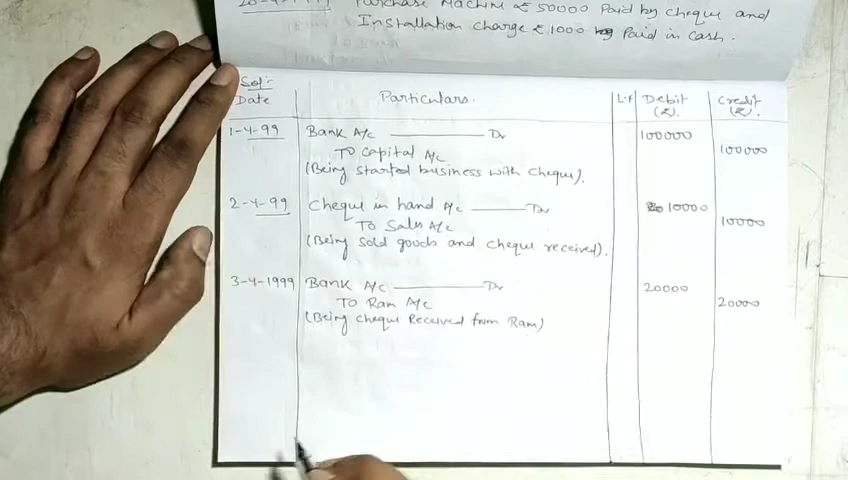 20-4-1999 Purchase Machine ₹ 50000 Paid by cheque and
Installation charge ₹ 1000 Paid in Cash.
Sol:-
Date Particulars. L.F Debit (₹) Credit (₹).
1-4-99 Bank A/c ——— Dr 100000
To Capital A/c 100000
(Being started business with Cheque).
2-4-99 Cheque in hand A/c ——— Dr 10000
To Sales A/c 10000
(Being Sold goods and cheque received).
3-4-1999 Bank A/c ——— Dr 20000
To Ram A/c 20000
(Being cheque Received from Ram)